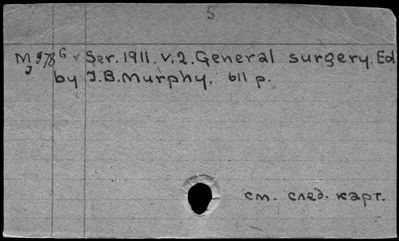 5
M 978 G Ser. 1911. v. 2. General surgery. Ed
J by J. B. Murphy. 611 p.
см. след. карт.